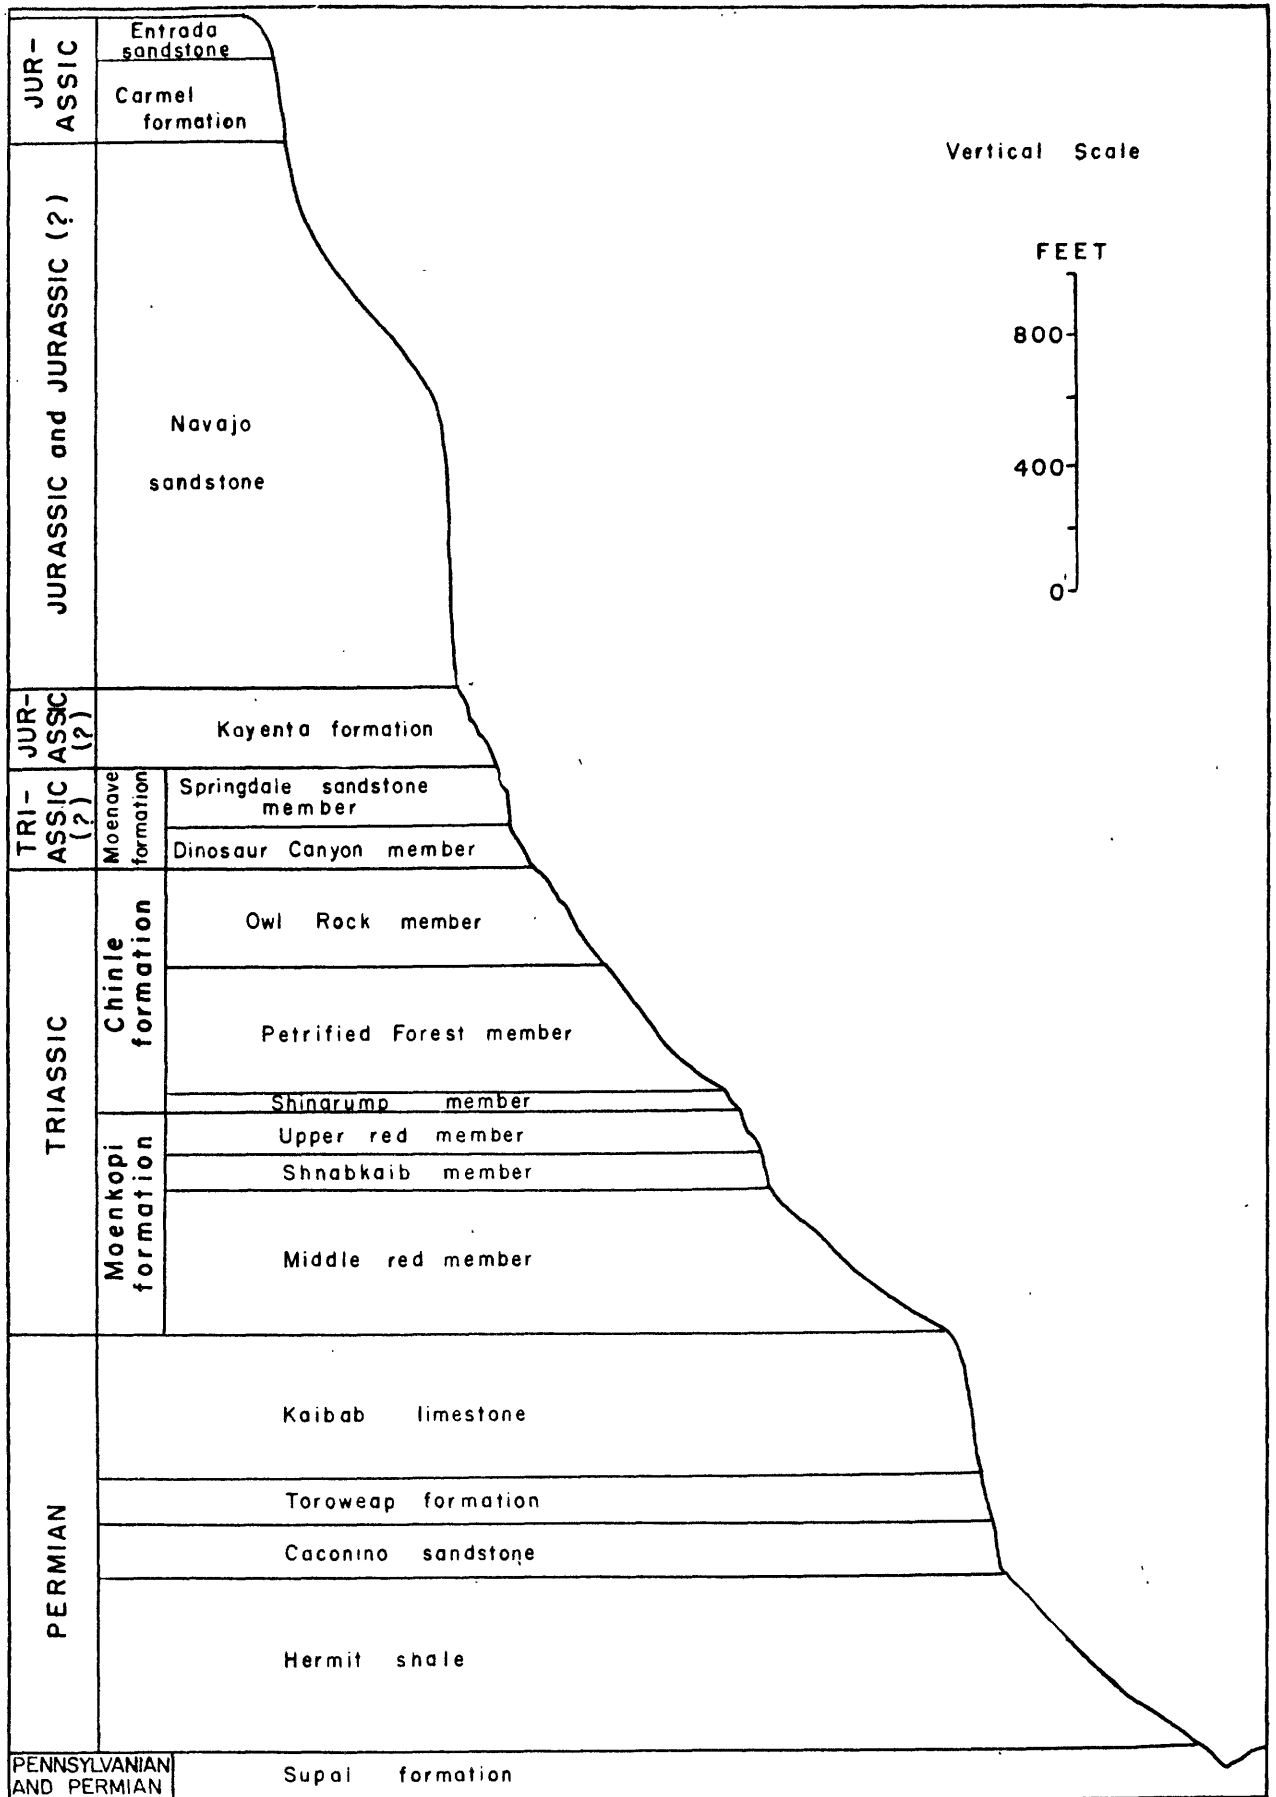 JUR-
ASSIC
Entrada
sandstone
Carmel
formation
Vertical Scale
FEET
800
400
0
JURASSIC and JURASSIC (?)
Navajo
sandstone
JUR-
ASSIC
(?)
Kayenta formation
TRI-
ASSIC
(?)
Moenave
formation
Springdale sandstone
member
Dinosaur Canyon member
TRIASSIC
Chinle
formation
Owl Rock member
Petrified Forest member
Shinarump member
Moenkopi
formation
Upper red member
Shnabkaib member
Middle red member
PERMIAN
Kaibab limestone
Toroweap formation
Caconino sandstone
Hermit shale
PENNSYLVANIAN
AND PERMIAN
Supai formation